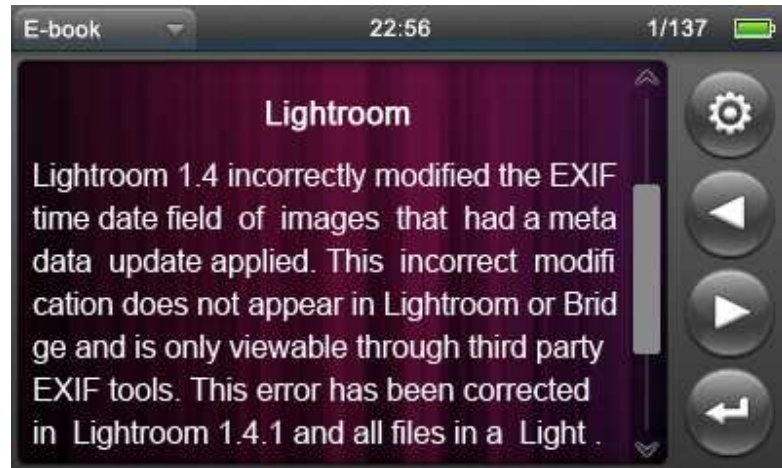 E-book 22:56 1/137
Lightroom
Lightroom 1.4 incorrectly modified the EXIF
time date field of images that had a meta
data update applied. This incorrect modifi
cation does not appear in Lightroom or Brid
ge and is only viewable through third party
EXIF tools. This error has been corrected
in Lightroom 1.4.1 and all files in a Light .